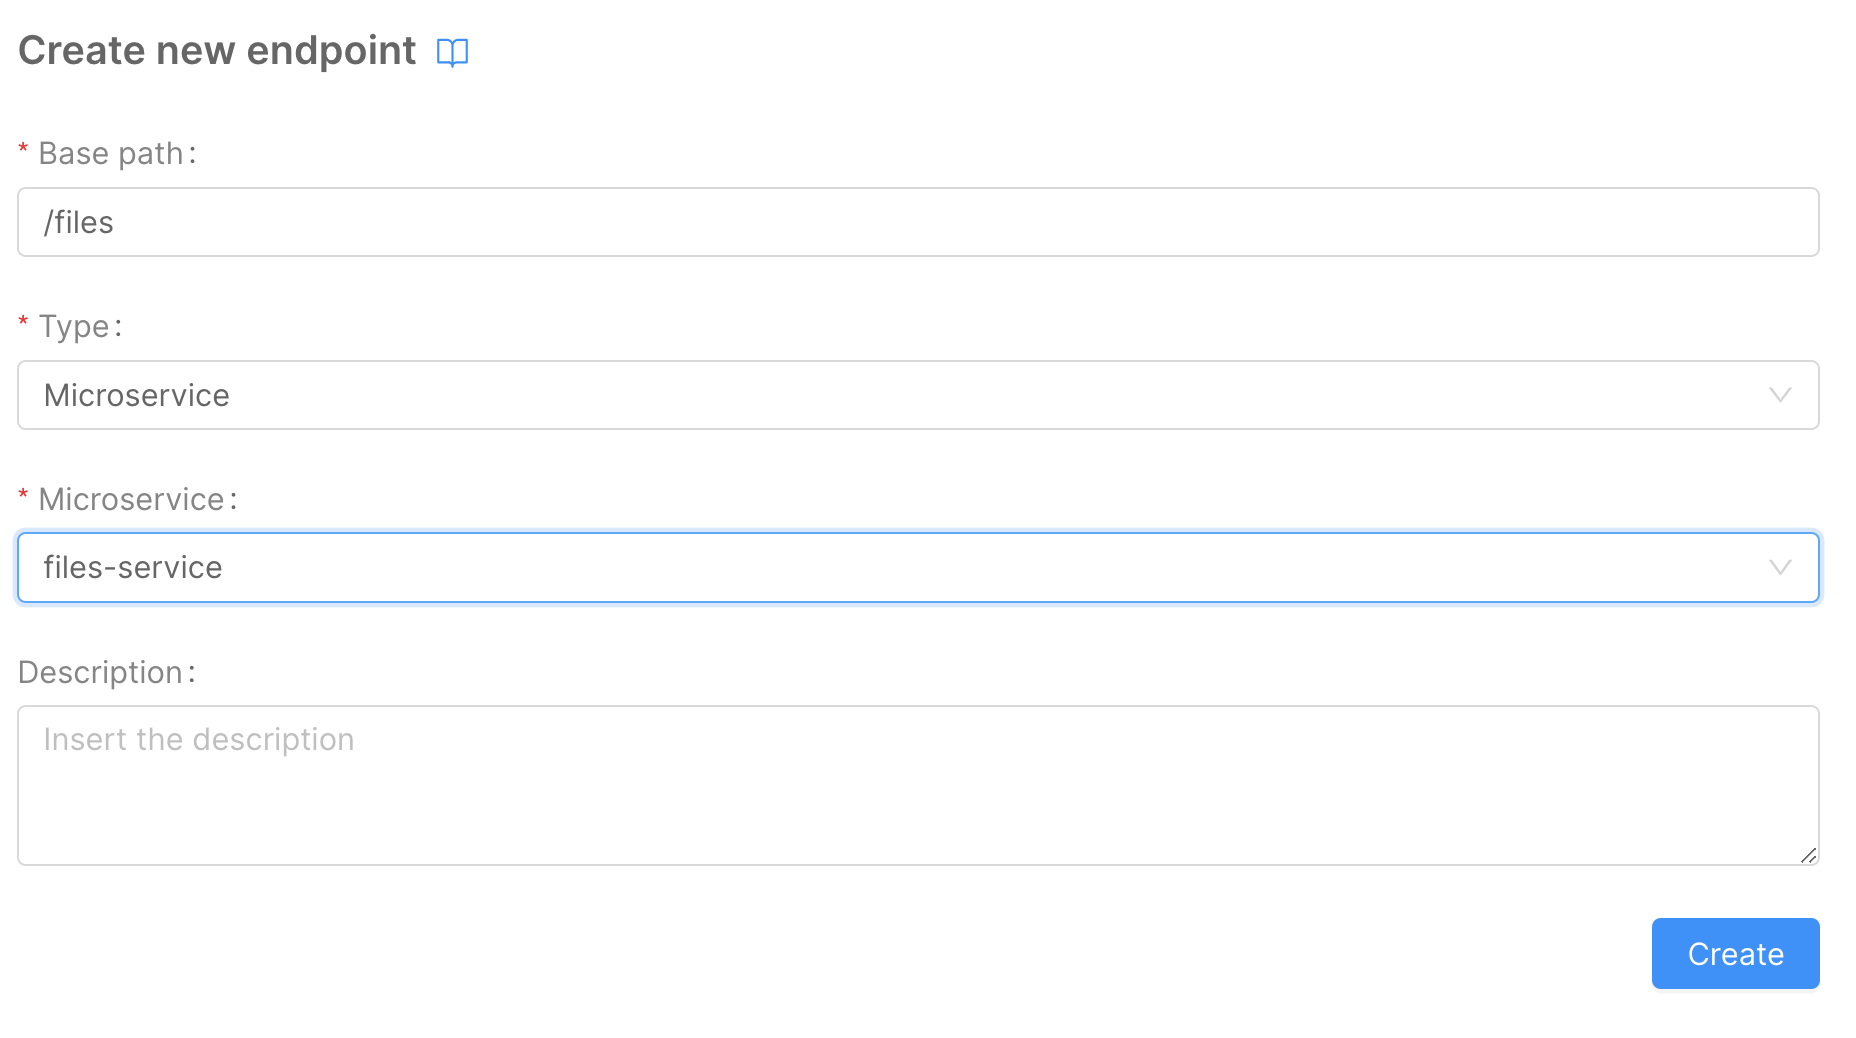 Create new endpoint
* Base path:
/files
* Type:
Microservice
* Microservice:
files-service
Description:
Insert the description
Create